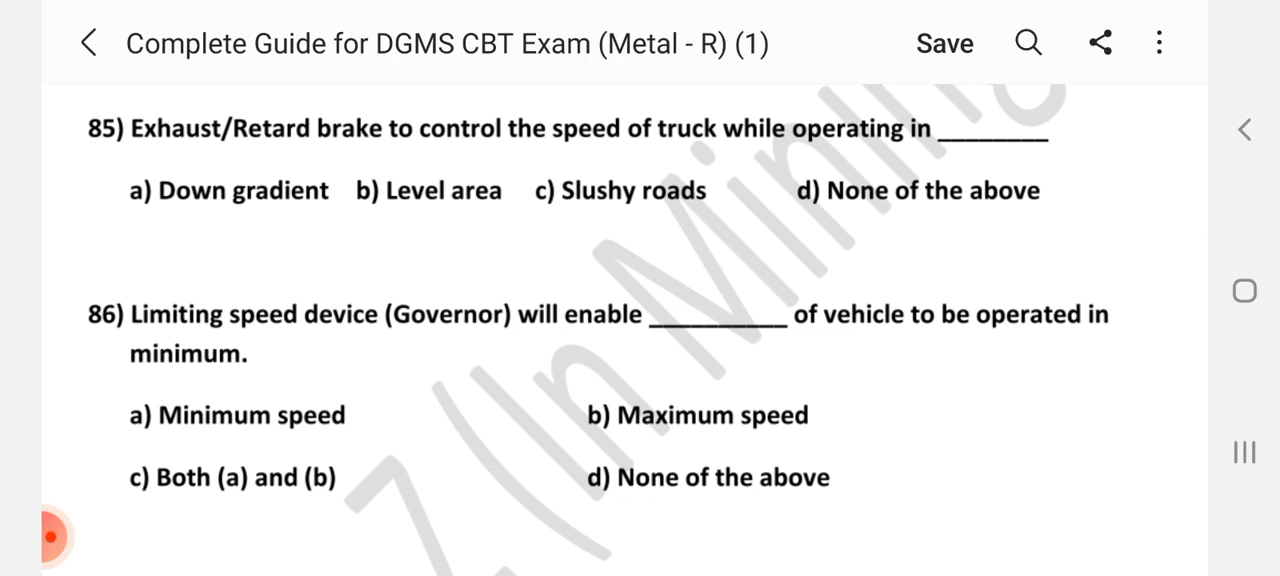 Complete Guide for DGMS CBT Exam (Metal - R) (1) Save
85) Exhaust/Retard brake to control the speed of truck while operating in ________
a) Down gradient b) Level area c) Slushy roads d) None of the above
86) Limiting speed device (Governor) will enable __________ of vehicle to be operated in
minimum.
a) Minimum speed b) Maximum speed
c) Both (a) and (b) d) None of the above